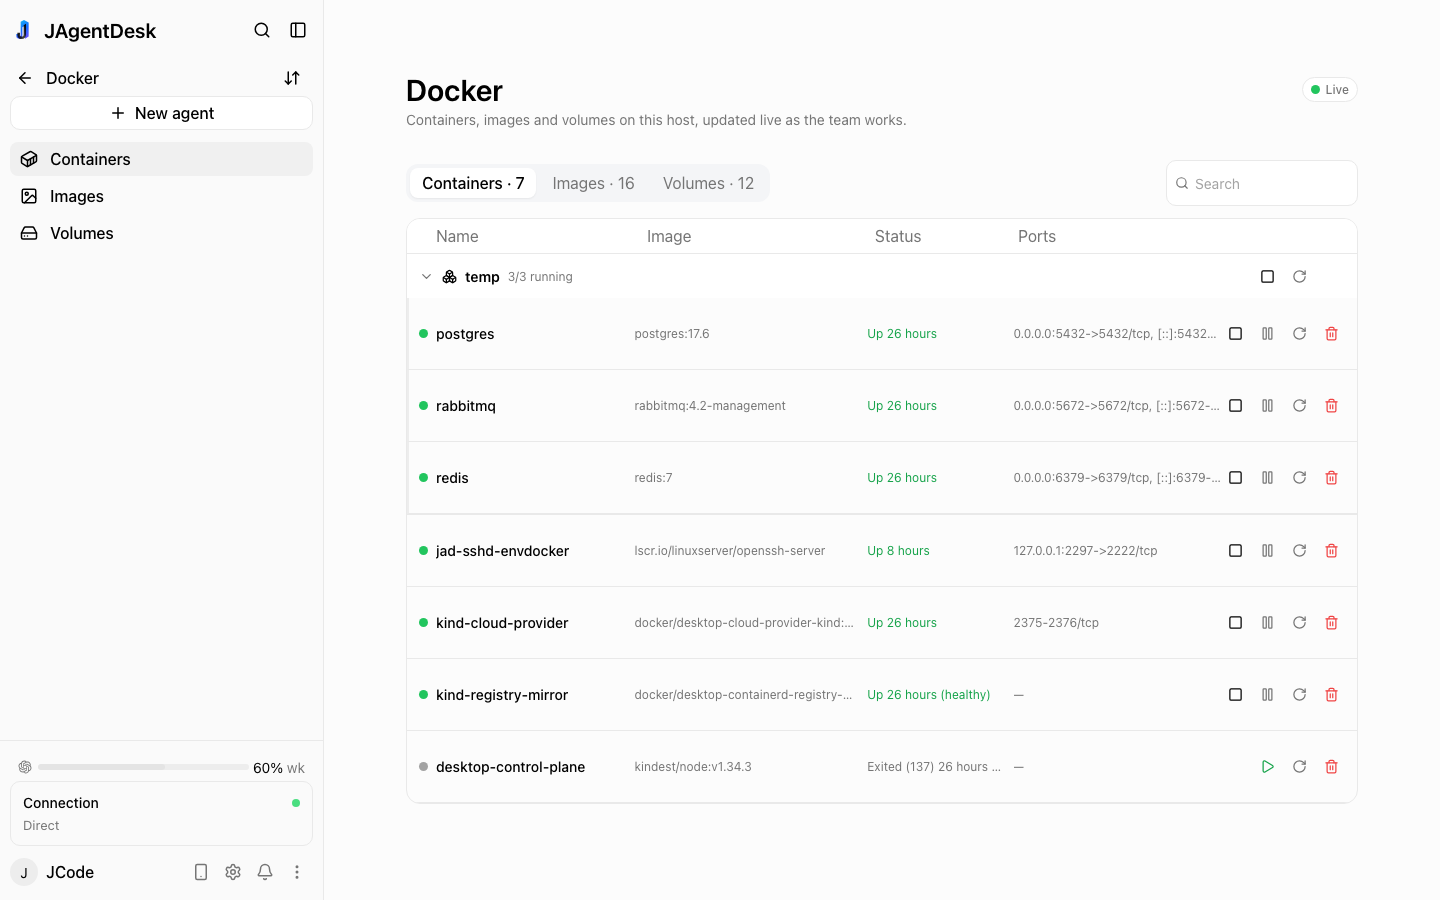 JAgentDesk
Docker
New agent
Containers
Images
Volumes
60% wk
Connection
Direct
J JCode
Docker
Live
Containers, images and volumes on this host, updated live as the team works.
Containers · 7 Images · 16 Volumes · 12
Search
Name Image Status Ports
temp 3/3 running
postgres postgres:17.6 Up 26 hours 0.0.0.0:5432->5432/tcp, [::]:5432...
rabbitmq rabbitmq:4.2-management Up 26 hours 0.0.0.0:5672->5672/tcp, [::]:5672-...
redis redis:7 Up 26 hours 0.0.0.0:6379->6379/tcp, [::]:6379-...
jad-sshd-envdocker lscr.io/linuxserver/openssh-server Up 8 hours 127.0.0.1:2297->2222/tcp
kind-cloud-provider docker/desktop-cloud-provider-kind:... Up 26 hours 2375-2376/tcp
kind-registry-mirror docker/desktop-containerd-registry-... Up 26 hours (healthy) —
desktop-control-plane kindest/node:v1.34.3 Exited (137) 26 hours ... —